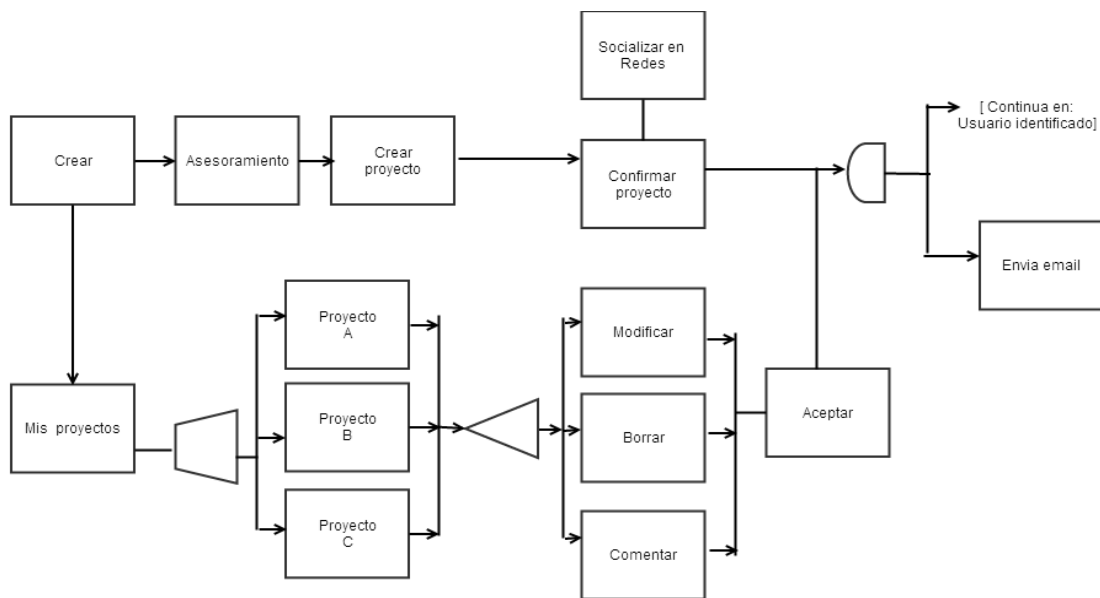 Socializar en
Redes
[ Continua en:
Usuario identificado]
Crear
Asesoramiento
Crear
proyecto
Confirmar
proyecto
Envia email
Proyecto
A
Modificar
Mis proyectos
Proyecto
B
Borrar
Aceptar
Proyecto
C
Comentar